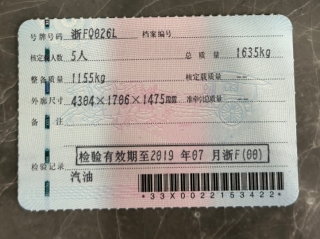 号牌号码 浙FQ026L 档案编号
核定载人数 5人 总质量 1635kg
整备质量 1155kg 核定载质量 --
外廓尺寸 4304×1706×1475mm 准牵引总质量 --
备注
检验有效期至2019年07月浙F(00)
检验记录
汽油
*33X0022153422*